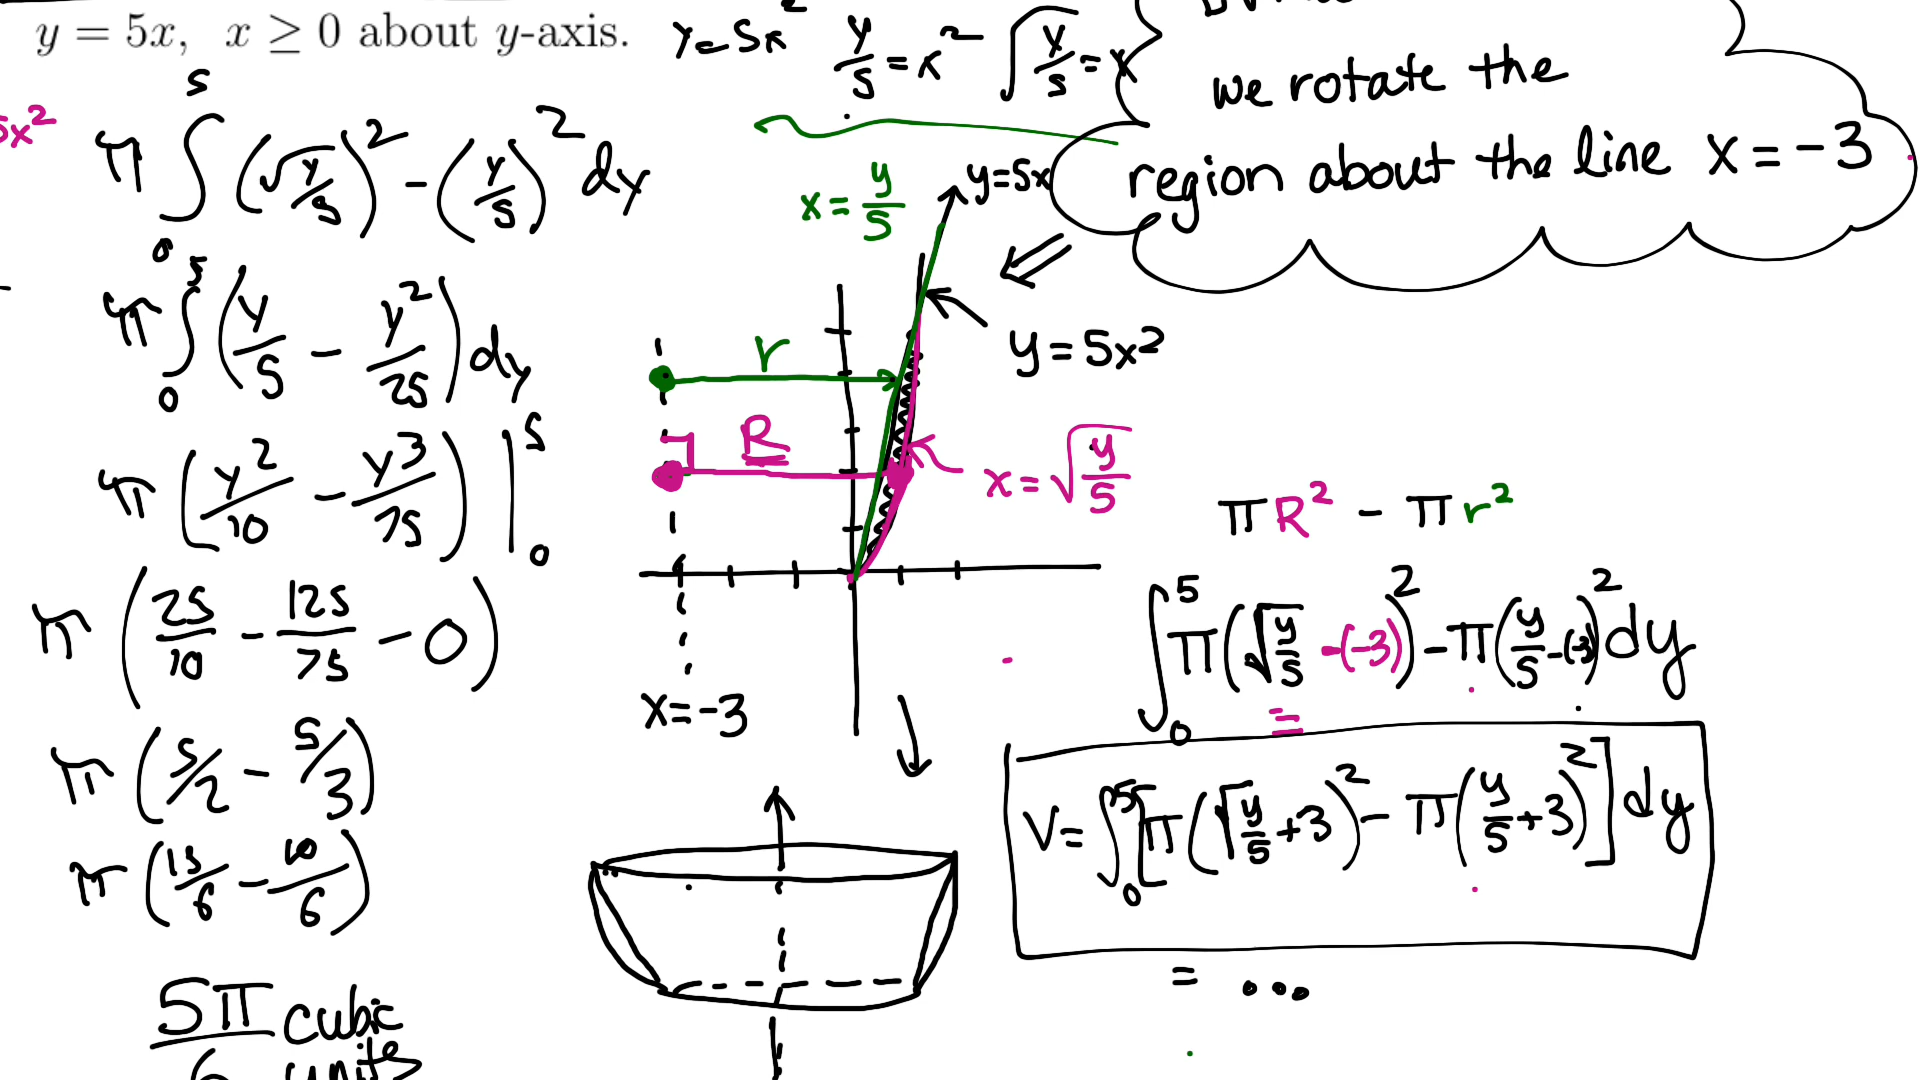 y = 5x, x ≥ 0 about y-axis.
y=5x² y/5=x² √(y/5)=x
5x²
π∫₀⁵ (√(y/5))² - (y/5)² dy
π∫₀⁵ (y/5 - y²/25) dy
π(y²/10 - y³/75)|₀⁵
π(25/10 - 125/75 - 0)
π(5/2 - 5/3)
π(15/6 - 10/6)
5π/6 cubic
units
we rotate the
region about the line x = -3
x = y/5
y=5x
y = 5x²
r
R
x = √(y/5)
x=-3
πR² - πr²
∫₀⁵ π(√(y/5) -(-3))² - π(y/5 -(-3))² dy
=
V = ∫₀⁵ [π(√(y/5) +3)² - π(y/5 +3)²] dy
= ...